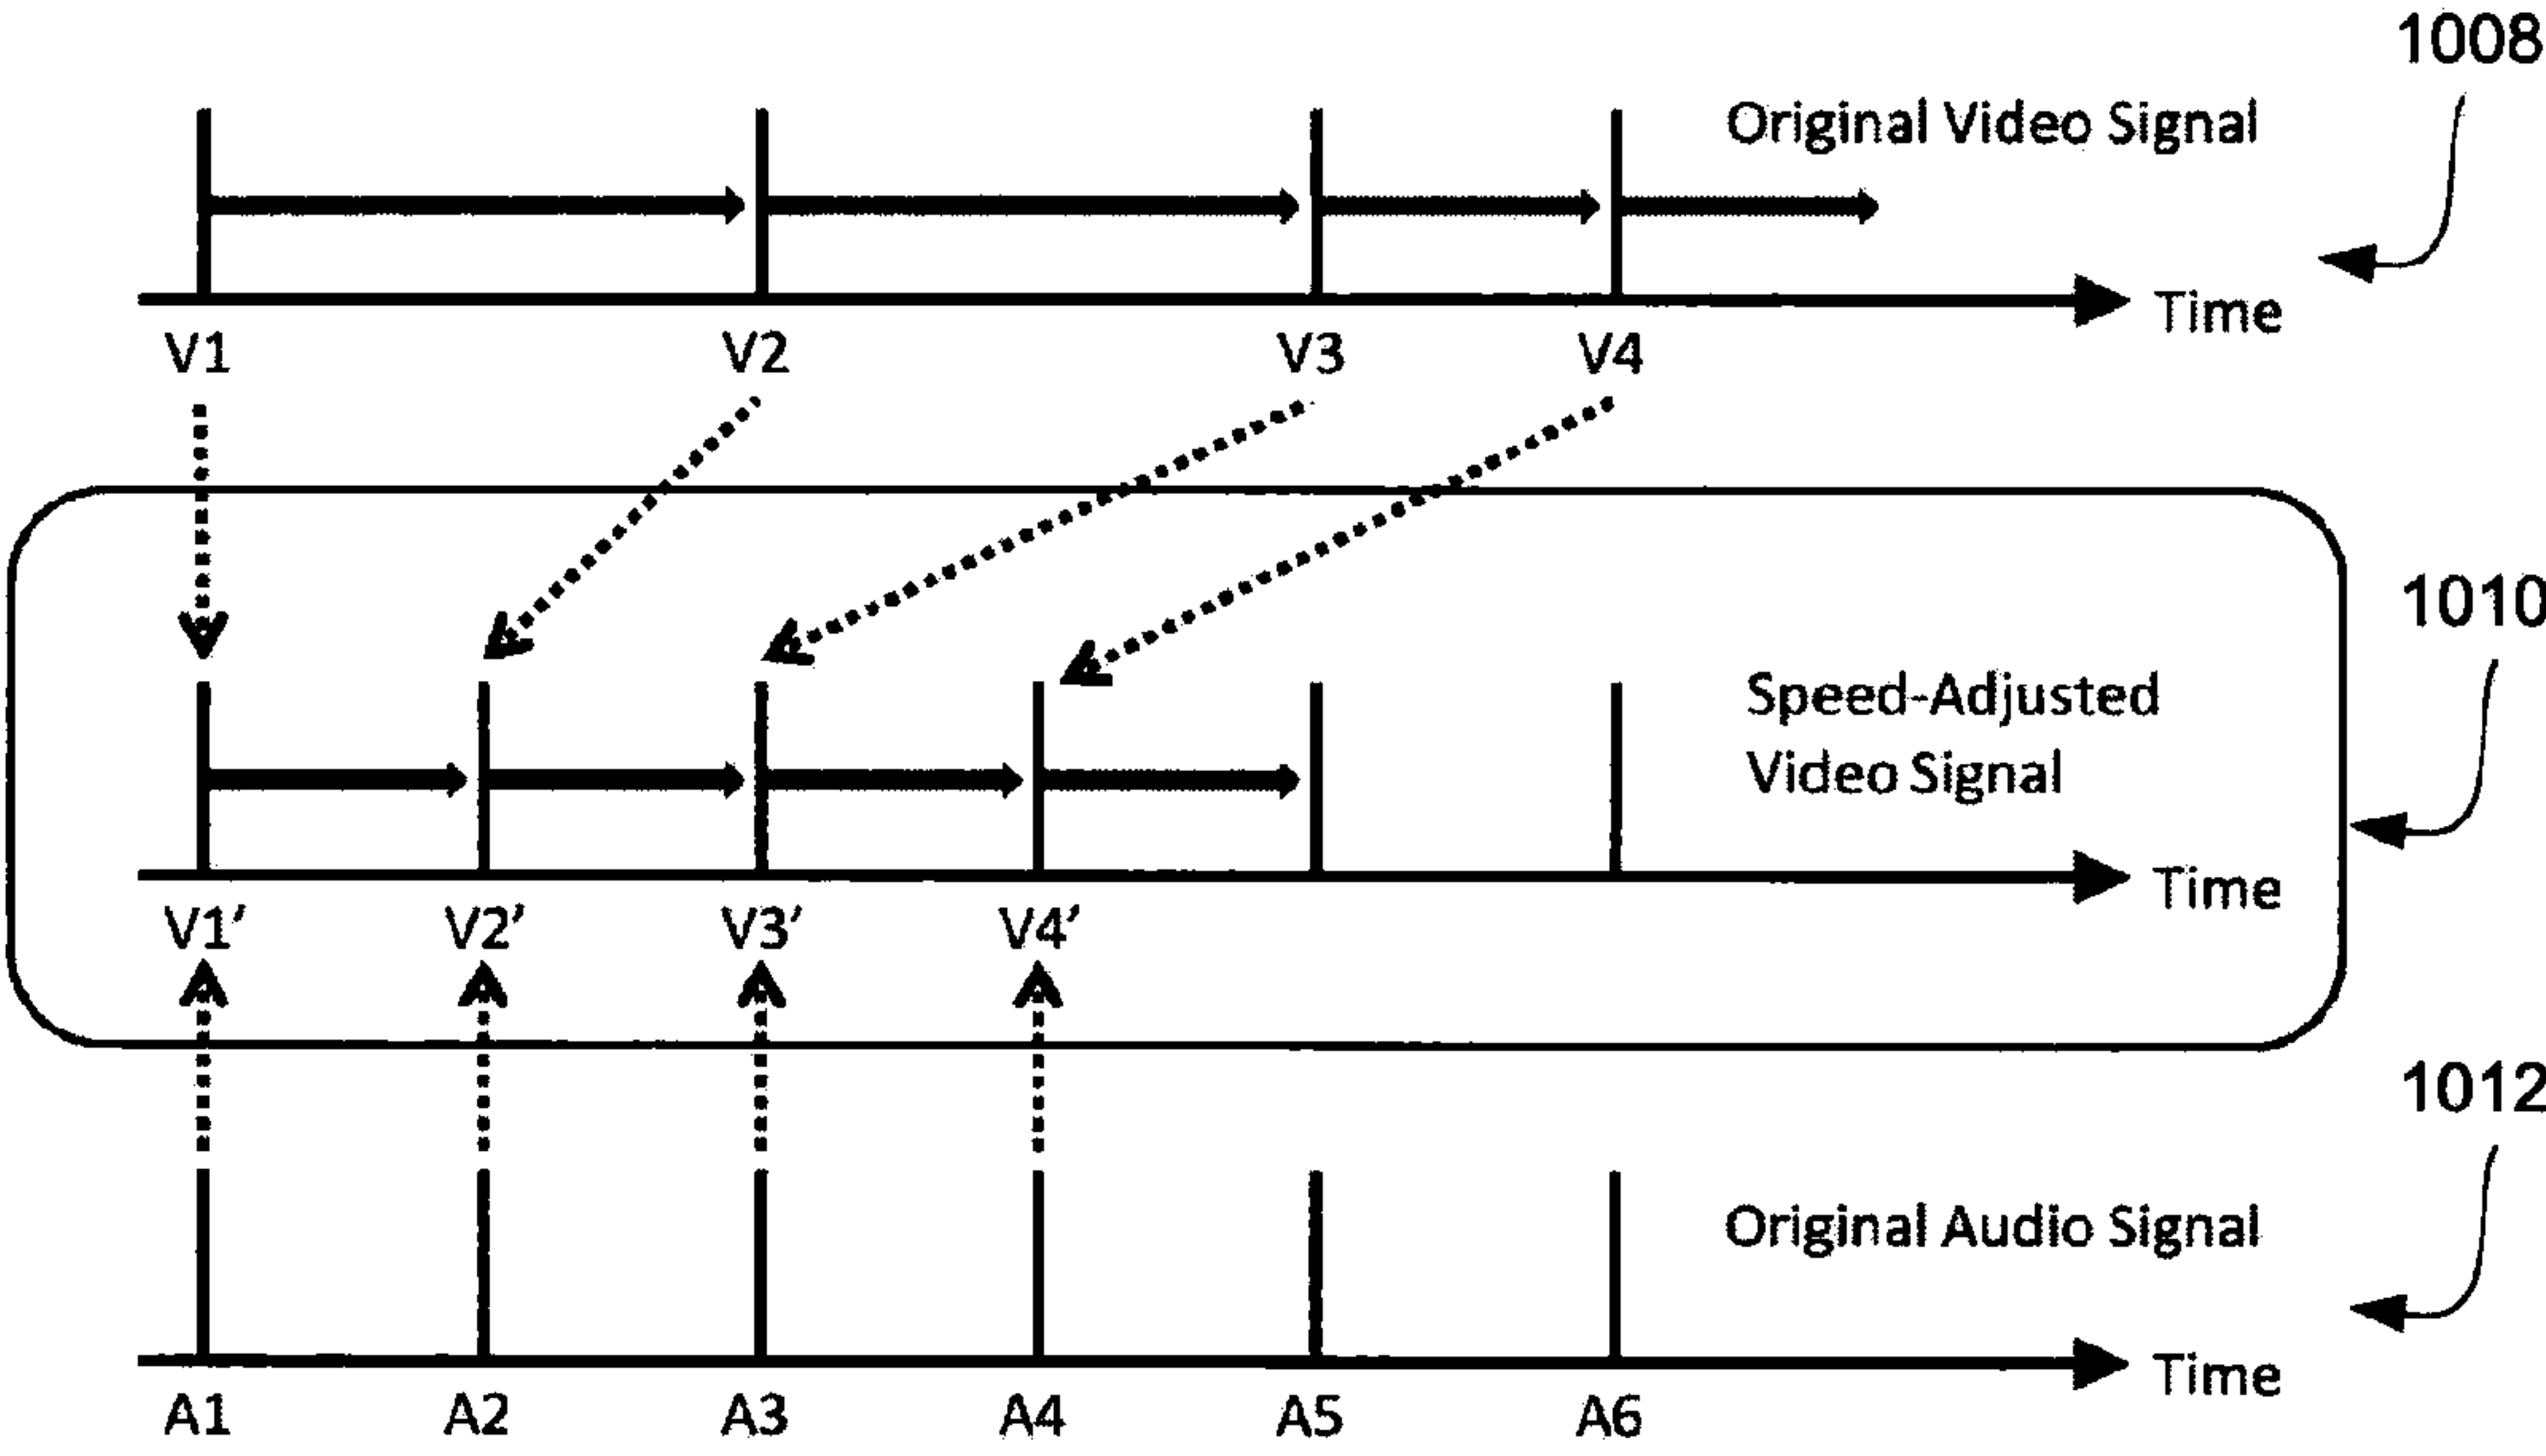 1008
Original Video Signal
Time
V1 V2 V3 V4
1010
Speed-Adjusted
Video Signal
Time
V1’ V2’ V3’ V4’
1012
Original Audio Signal
Time
A1 A2 A3 A4 A5 A6